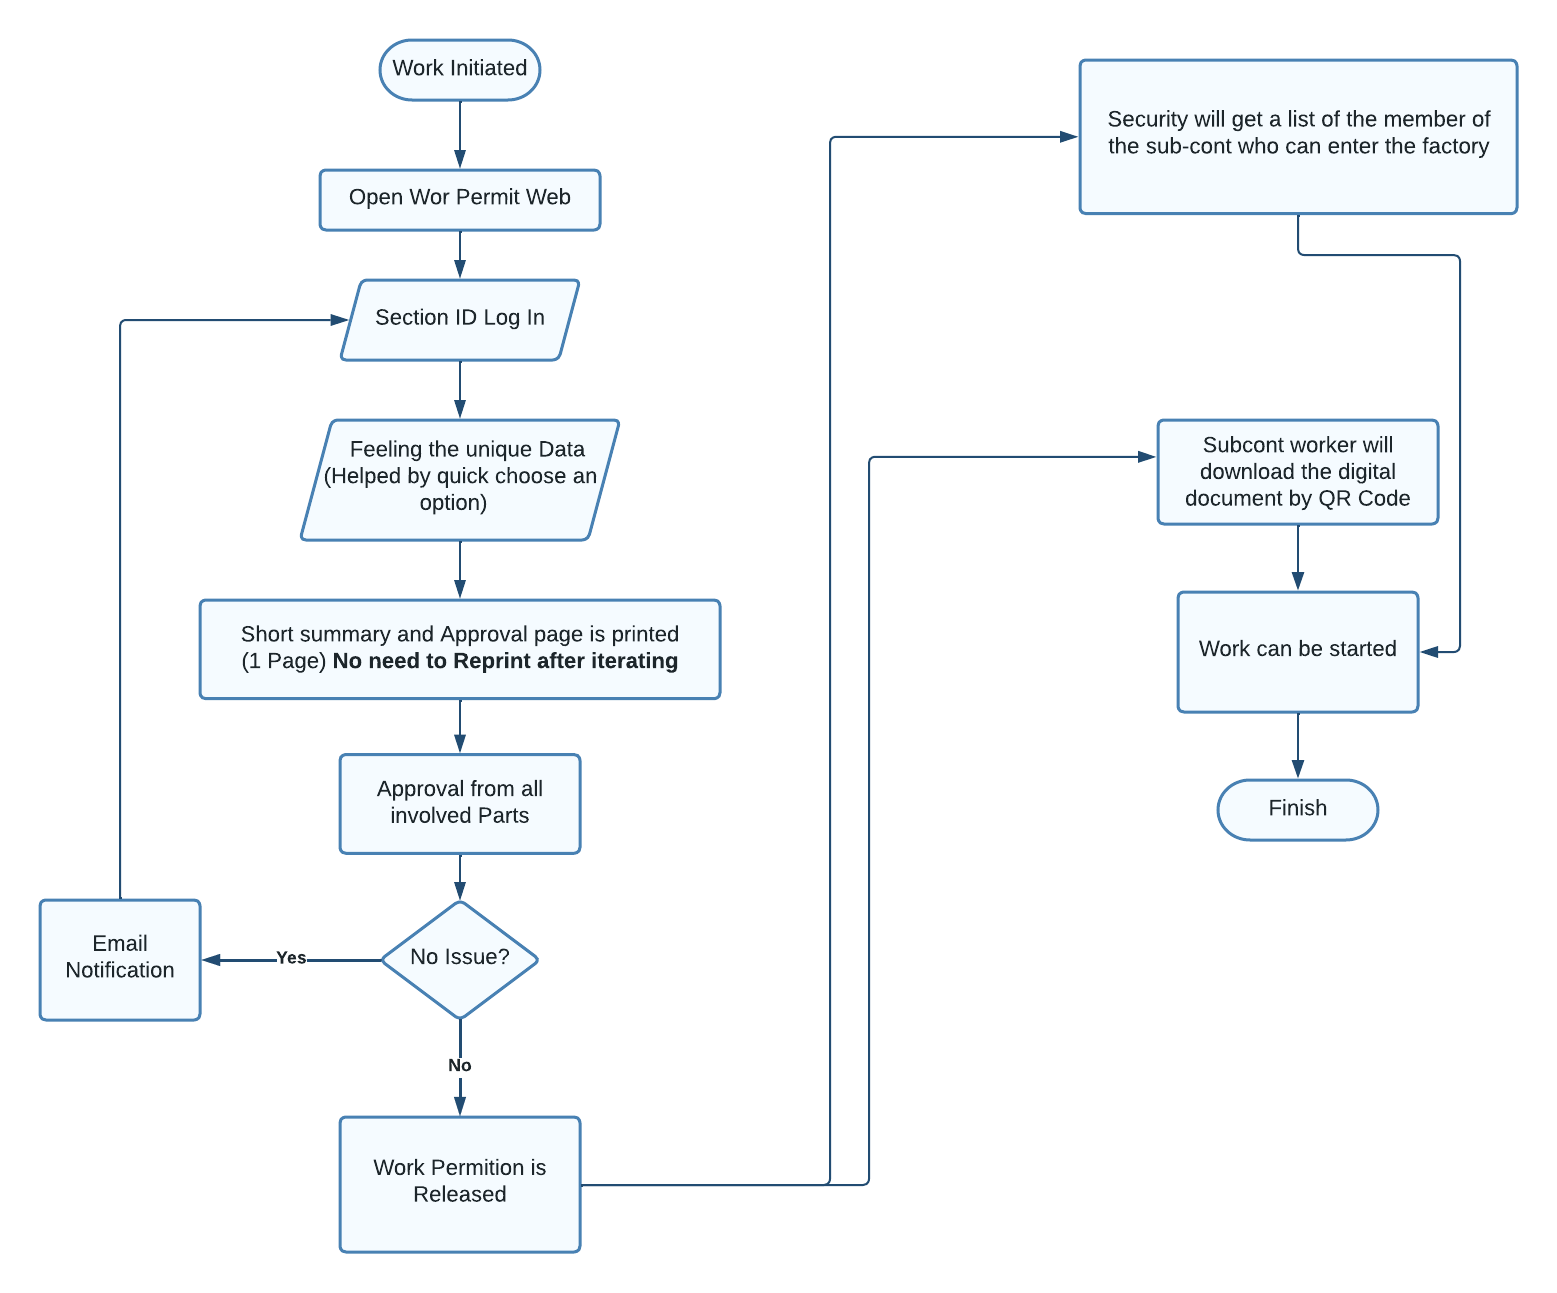 Work Initiated
Open Wor Permit Web
Section ID Log In
Feeling the unique Data
(Helped by quick choose an
option)
Short summary and Approval page is printed
(1 Page) No need to Reprint after iterating
Approval from all
involved Parts
No Issue?
Yes
Email
Notification
No
Work Permition is
Released
Security will get a list of the member of
the sub-cont who can enter the factory
Subcont worker will
download the digital
document by QR Code
Work can be started
Finish